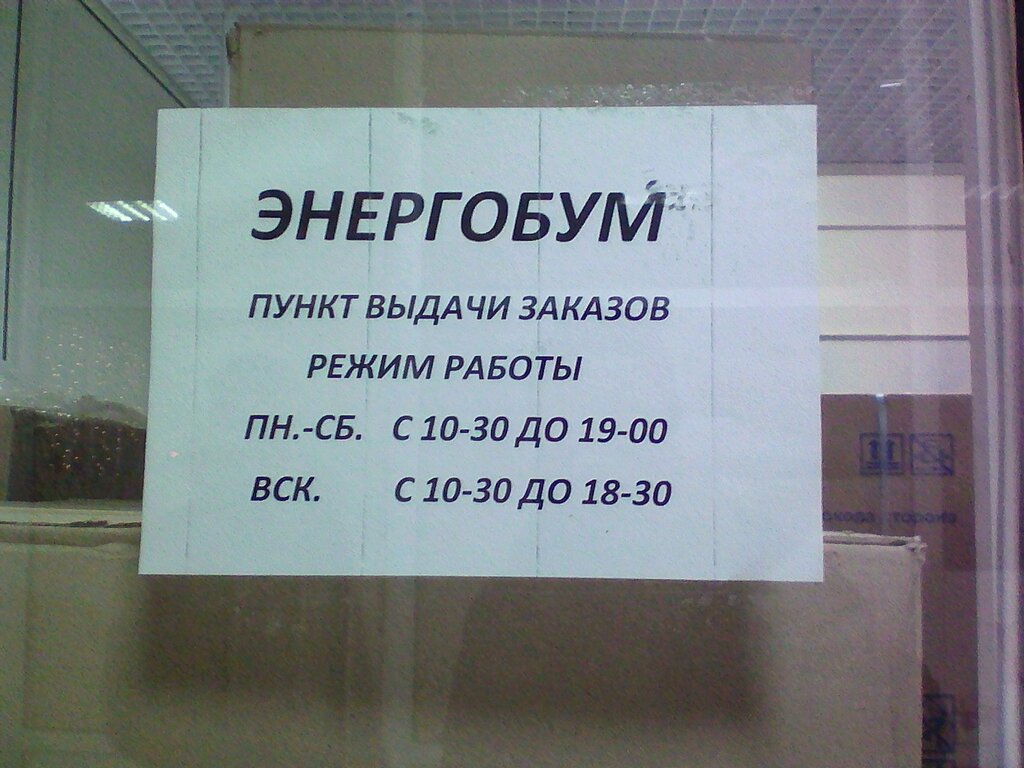 ЭНЕРГОБУМ
ПУНКТ ВЫДАЧИ ЗАКАЗОВ
РЕЖИМ РАБОТЫ
ПН.-СБ. С 10-30 ДО 19-00
ВСК. С 10-30 ДО 18-30